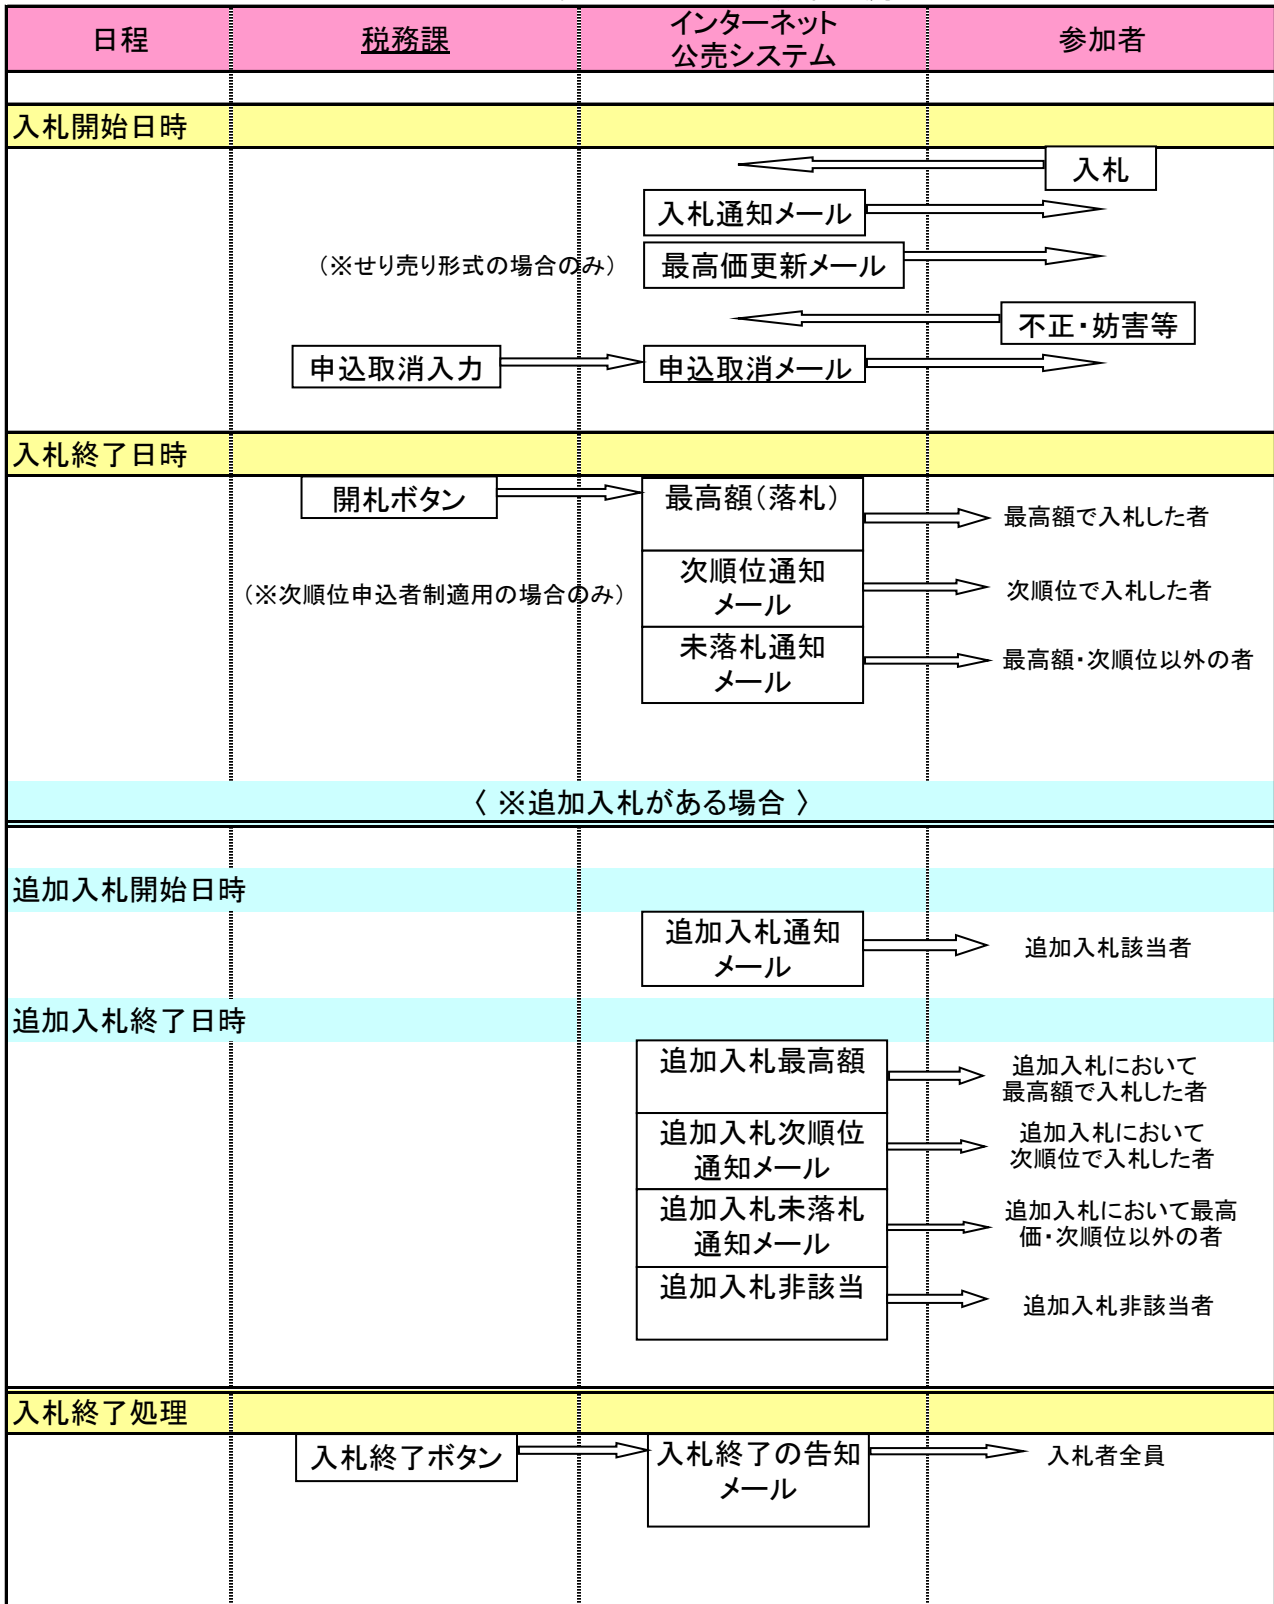 日程
税務課
インターネット
公売システム
参加者
入札開始日時
入札
入札通知メール
（※せり売り形式の場合のみ）
最高価更新メール
不正・妨害等
申込取消入力
申込取消メール
入札終了日時
開札ボタン
最高額（落札）
最高額で入札した者
（※次順位申込者制適用の場合のみ）
次順位通知
メール
次順位で入札した者
未落札通知
メール
最高額・次順位以外の者
〈 ※追加入札がある場合 〉
追加入札開始日時
追加入札通知
メール
追加入札該当者
追加入札終了日時
追加入札最高額
追加入札において
最高額で入札した者
追加入札次順位
通知メール
追加入札において
次順位で入札した者
追加入札未落札
通知メール
追加入札において最高
価・次順位以外の者
追加入札非該当
追加入札非該当者
入札終了処理
入札終了ボタン
入札終了の告知
メール
入札者全員